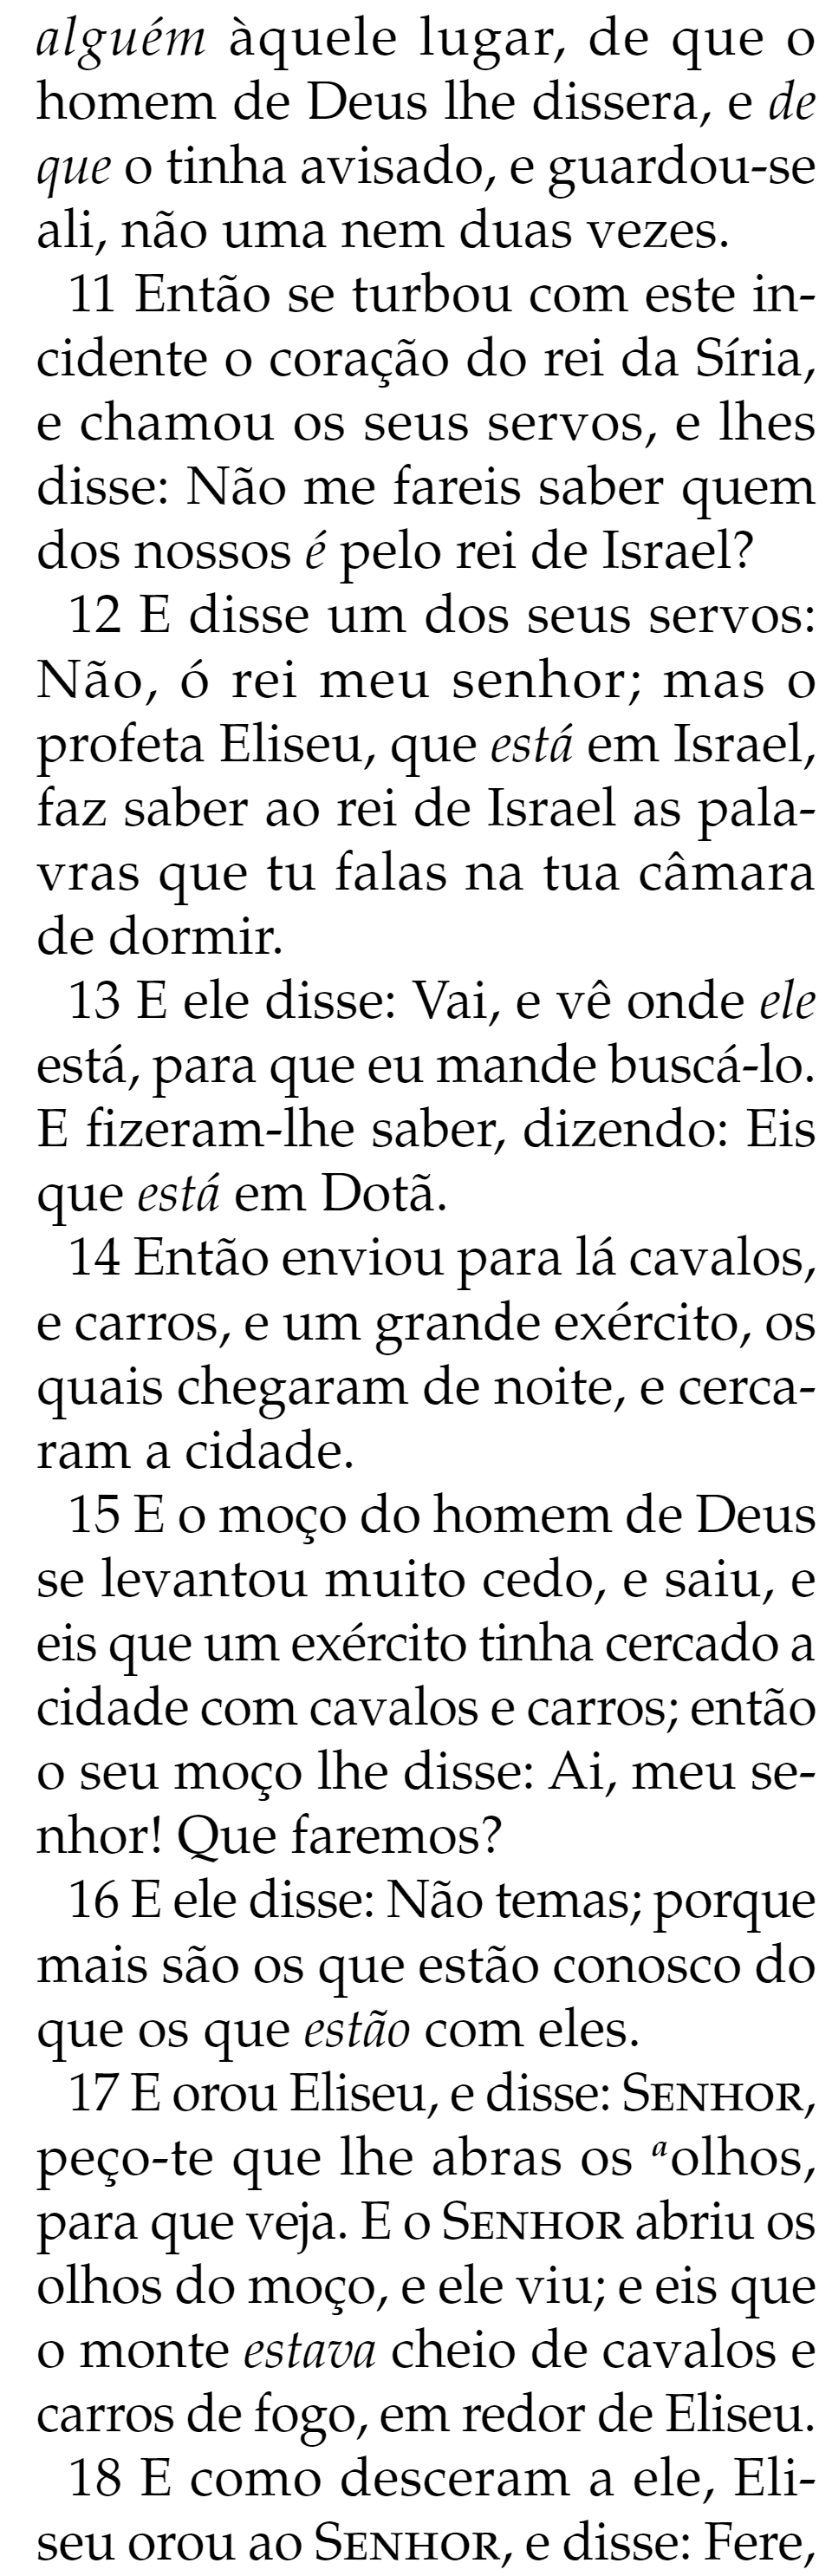 alguém àquele lugar, de que o
homem de Deus lhe dissera, e de
que o tinha avisado, e guardou-se
ali, não uma nem duas vezes.
11 Então se turbou com este in-
cidente o coração do rei da Síria,
e chamou os seus servos, e lhes
disse: Não me fareis saber quem
dos nossos é pelo rei de Israel?
12 E disse um dos seus servos:
Não, ó rei meu senhor; mas o
profeta Eliseu, que está em Israel,
faz saber ao rei de Israel as pala-
vras que tu falas na tua câmara
de dormir.
13 E ele disse: Vai, e vê onde ele
está, para que eu mande buscá-lo.
E fizeram-lhe saber, dizendo: Eis
que está em Dotã.
14 Então enviou para lá cavalos,
e carros, e um grande exército, os
quais chegaram de noite, e cerca-
ram a cidade.
15 E o moço do homem de Deus
se levantou muito cedo, e saiu, e
eis que um exército tinha cercado a
cidade com cavalos e carros; então
o seu moço lhe disse: Ai, meu se-
nhor! Que faremos?
16 E ele disse: Não temas; porque
mais são os que estão conosco do
que os que estão com eles.
17 E orou Eliseu, e disse: SENHOR,
peço-te que lhe abras os ᵃolhos,
para que veja. E o SENHOR abriu os
olhos do moço, e ele viu; e eis que
o monte estava cheio de cavalos e
carros de fogo, em redor de Eliseu.
18 E como desceram a ele, Eli-
seu orou ao SENHOR, e disse: Fere,